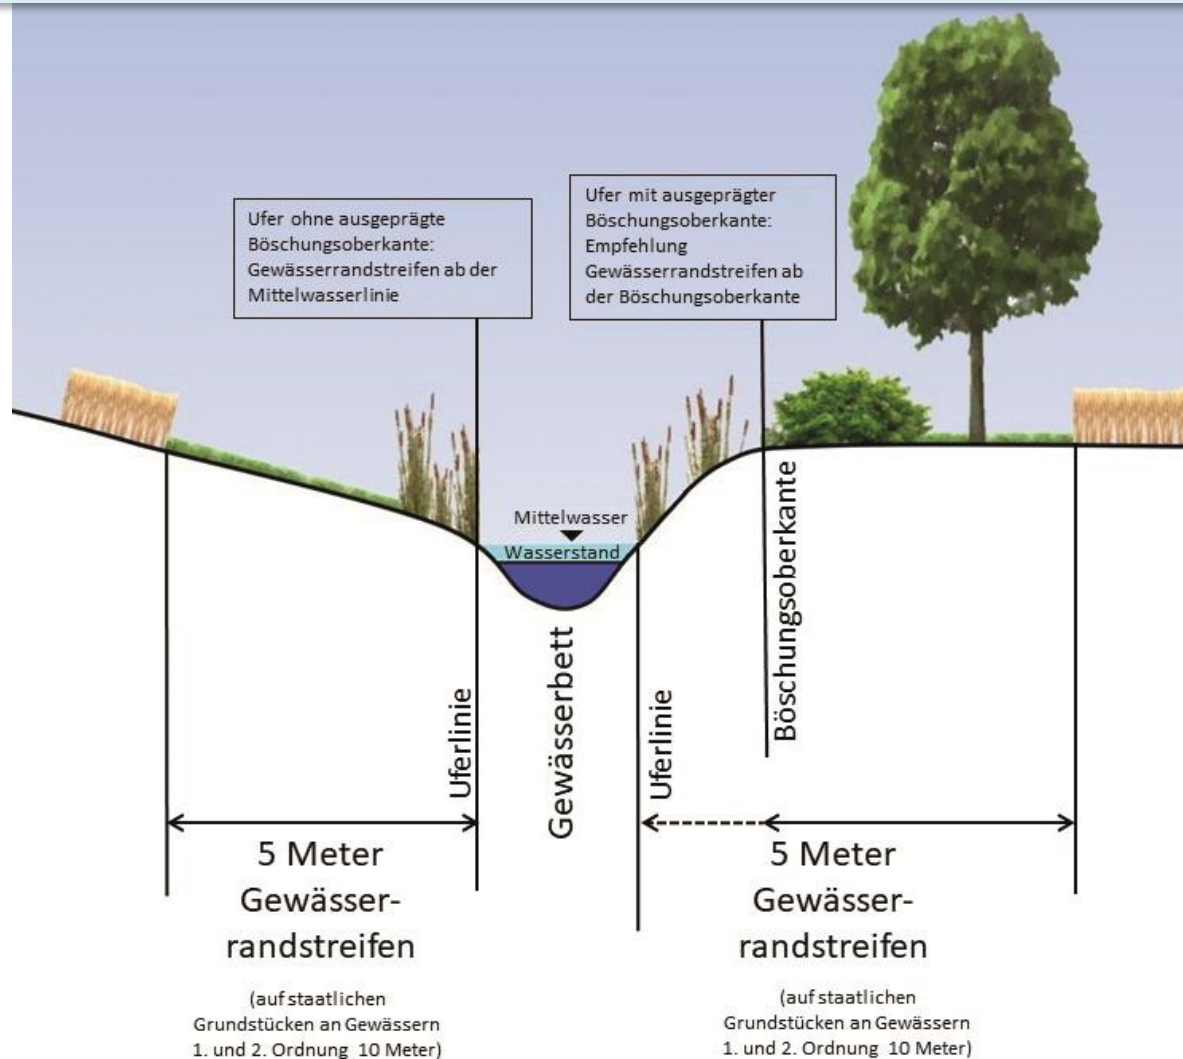 Ufer ohne ausgeprägte
Böschungsoberkante:
Gewässerrandstreifen ab der
Mittelwasserlinie
Ufer mit ausgeprägter
Böschungsoberkante:
Empfehlung
Gewässerrandstreifen ab
der Böschungsoberkante
Mittelwasser
Wasserstand
Uferlinie
Gewässerbett
Uferlinie
Böschungsoberkante
5 Meter
Gewässer-
randstreifen
(auf staatlichen
Grundstücken an Gewässern
1. und 2. Ordnung 10 Meter)
5 Meter
Gewässer-
randstreifen
(auf staatlichen
Grundstücken an Gewässern
1. und 2. Ordnung 10 Meter)